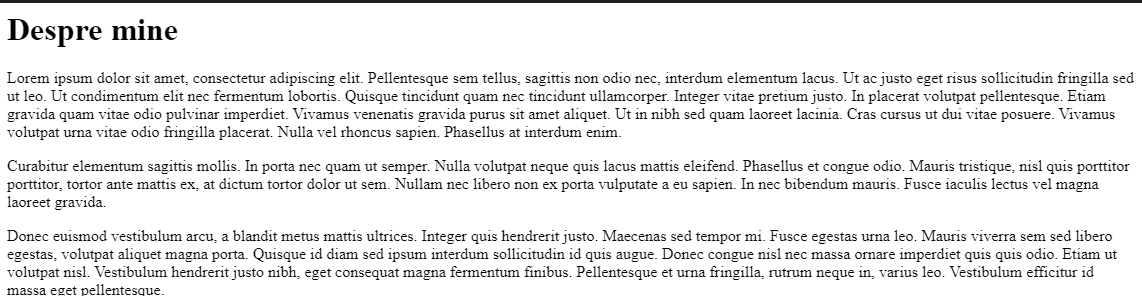 Despre mine
Lorem ipsum dolor sit amet, consectetur adipiscing elit. Pellentesque sem tellus, sagittis non odio nec, interdum elementum lacus. Ut ac justo eget risus sollicitudin fringilla sed
ut leo. Ut condimentum elit nec fermentum lobortis. Quisque tincidunt quam nec tincidunt ullamcorper. Integer vitae pretium justo. In placerat volutpat pellentesque. Etiam
gravida quam vitae odio pulvinar imperdiet. Vivamus venenatis gravida purus sit amet aliquet. Ut in nibh sed quam laoreet lacinia. Cras cursus ut dui vitae posuere. Vivamus
volutpat urna vitae odio fringilla placerat. Nulla vel rhoncus sapien. Phasellus at interdum enim.
Curabitur elementum sagittis mollis. In porta nec quam ut semper. Nulla volutpat neque quis lacus mattis eleifend. Phasellus et congue odio. Mauris tristique, nisl quis porttitor
porttitor, tortor ante mattis ex, at dictum tortor dolor ut sem. Nullam nec libero non ex porta vulputate a eu sapien. In nec bibendum mauris. Fusce iaculis lectus vel magna
laoreet gravida.
Donec euismod vestibulum arcu, a blandit metus mattis ultrices. Integer quis hendrerit justo. Maecenas sed tempor mi. Fusce egestas urna leo. Mauris viverra sem sed libero
egestas, volutpat aliquet magna porta. Quisque id diam sed ipsum interdum sollicitudin id quis augue. Donec congue nisl nec massa ornare imperdiet quis quis odio. Etiam ut
volutpat nisl. Vestibulum hendrerit justo nibh, eget consequat magna fermentum finibus. Pellentesque et urna fringilla, rutrum neque in, varius leo. Vestibulum efficitur id
massa eget pellentesque.